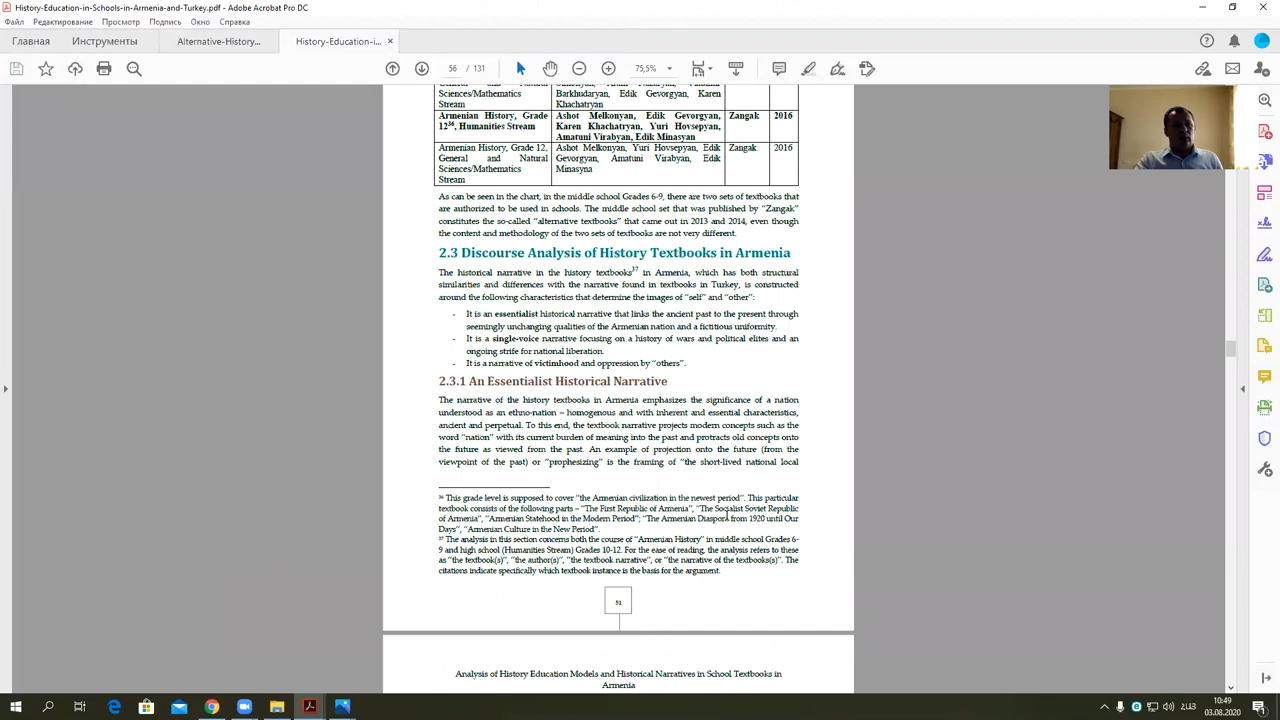 History-Education-in-Schools-in-Armenia-and-Turkey.pdf - Adobe Acrobat Pro DC
Файл Редактирование Просмотр Подпись Окно Справка
Главная Инструменты Alternative-History... History-Education-i... ×
56 / 131 75,5%
Sciences/Mathematics Barkhudaryan, Edik Gevorgyan, Karen
Stream Khachatryan
Armenian History, Grade Ashot Melkonyan, Edik Gevorgyan, Zangak 2016
12³⁶, Humanities Stream Karen Khachatryan, Yuri Hovsepyan,
Amatuni Virabyan, Edik Minasyan
Armenian History, Grade 12, Ashot Melkonyan, Yuri Hovsepyan, Edik Zangak 2016
General and Natural Gevorgyan, Amatuni Virabyan, Edik
Sciences/Mathematics Minasyna
Stream
As can be seen in the chart, in the middle school Grades 6-9, there are two sets of textbooks that
are authorized to be used in schools. The middle school set that was published by "Zangak"
constitutes the so-called "alternative textbooks" that came out in 2013 and 2014, even though
the content and methodology of the two sets of textbooks are not very different.
2.3 Discourse Analysis of History Textbooks in Armenia
The historical narrative in the history textbooks³⁷ in Armenia, which has both structural
similarities and differences with the narrative found in textbooks in Turkey, is constructed
around the following characteristics that determine the images of "self" and "other":
- It is an essentialist historical narrative that links the ancient past to the present through
seemingly unchanging qualities of the Armenian nation and a fictitious uniformity.
- It is a single-voice narrative focusing on a history of wars and political elites and an
ongoing strife for national liberation.
- It is a narrative of victimhood and oppression by "others".
2.3.1 An Essentialist Historical Narrative
The narrative of the history textbooks in Armenia emphasizes the significance of a nation
understood as an ethno-nation – homogenous and with inherent and essential characteristics,
ancient and perpetual. To this end, the textbook narrative projects modern concepts such as the
word "nation" with its current burden of meaning into the past and protracts old concepts onto
the future as viewed from the past. An example of projection onto the future (from the
viewpoint of the past) or "prophesizing" is the framing of "the short-lived national local
³⁶ This grade level is supposed to cover "the Armenian civilization in the newest period". This particular
textbook consists of the following parts – "The First Republic of Armenia", "The Socialist Soviet Republic
of Armenia", "Armenian Statehood in the Modern Period"; "The Armenian Diaspora from 1920 until Our
Days", "Armenian Culture in the New Period".
³⁷ The analysis in this section concerns both the course of "Armenian History" in middle school Grades 6-
9 and high school (Humanities Stream) Grades 10-12. For the ease of reading, the analysis refers to these
as "the textbook(s)", "the author(s)", "the textbook narrative", or "the narrative of the textbooks(s)". The
citations indicate specifically which textbook instance is the basis for the argument.
51
Analysis of History Education Models and Historical Narratives in School Textbooks in
Armenia
10:49
03.08.2020